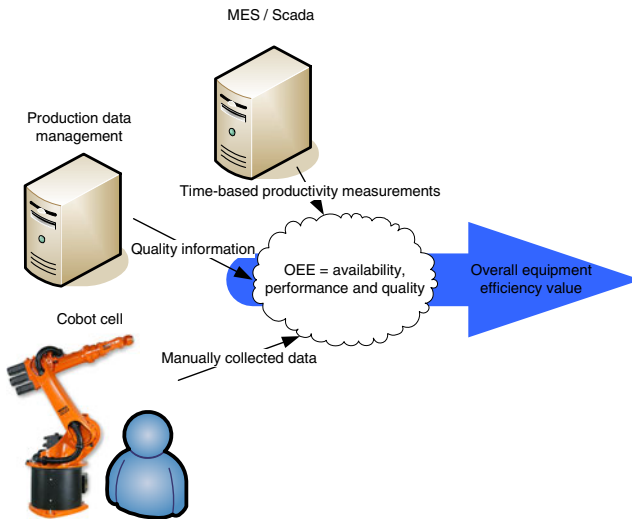 MES / Scada
Production data
management
Time-based productivity measurements
Quality information
OEE = availability,
performance and quality
Overall equipment
efficiency value
Cobot cell
Manually collected data